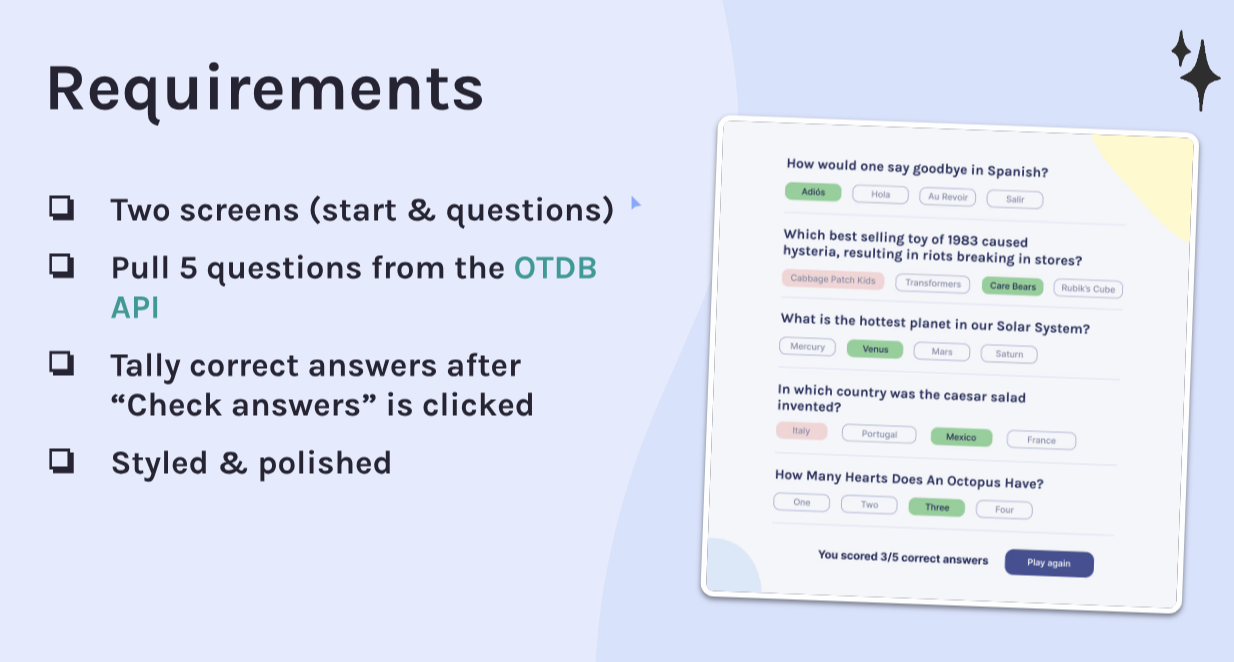 Requirements
Two screens (start & questions)
Pull 5 questions from the OTDB
API
Tally correct answers after
“Check answers” is clicked
Styled & polished
How would one say goodbye in Spanish?
Adiós Hola Au Revoir Salir
Which best selling toy of 1983 caused
hysteria, resulting in riots breaking in stores?
Cabbage Patch Kids Transformers Care Bears Rubik's Cube
What is the hottest planet in our Solar System?
Mercury Venus Mars Saturn
In which country was the caesar salad
invented?
Italy Portugal Mexico France
How Many Hearts Does An Octopus Have?
One Two Three Four
You scored 3/5 correct answers Play again